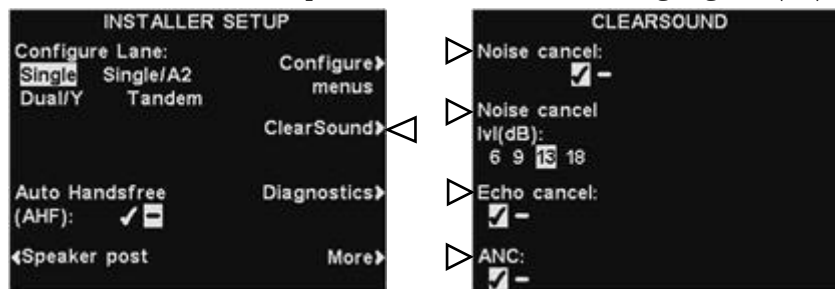 INSTALLER SETUP
Configure Lane:
Single Single/A2
Dual/Y Tandem
Configure
menus
ClearSound
Auto Handsfree
(AHF): ✓ –
Diagnostics
Speaker post
More
CLEARSOUND
Noise cancel:
✓ –
Noise cancel
lvl(dB):
6 9 13 18
Echo cancel:
✓ –
ANC:
✓ –